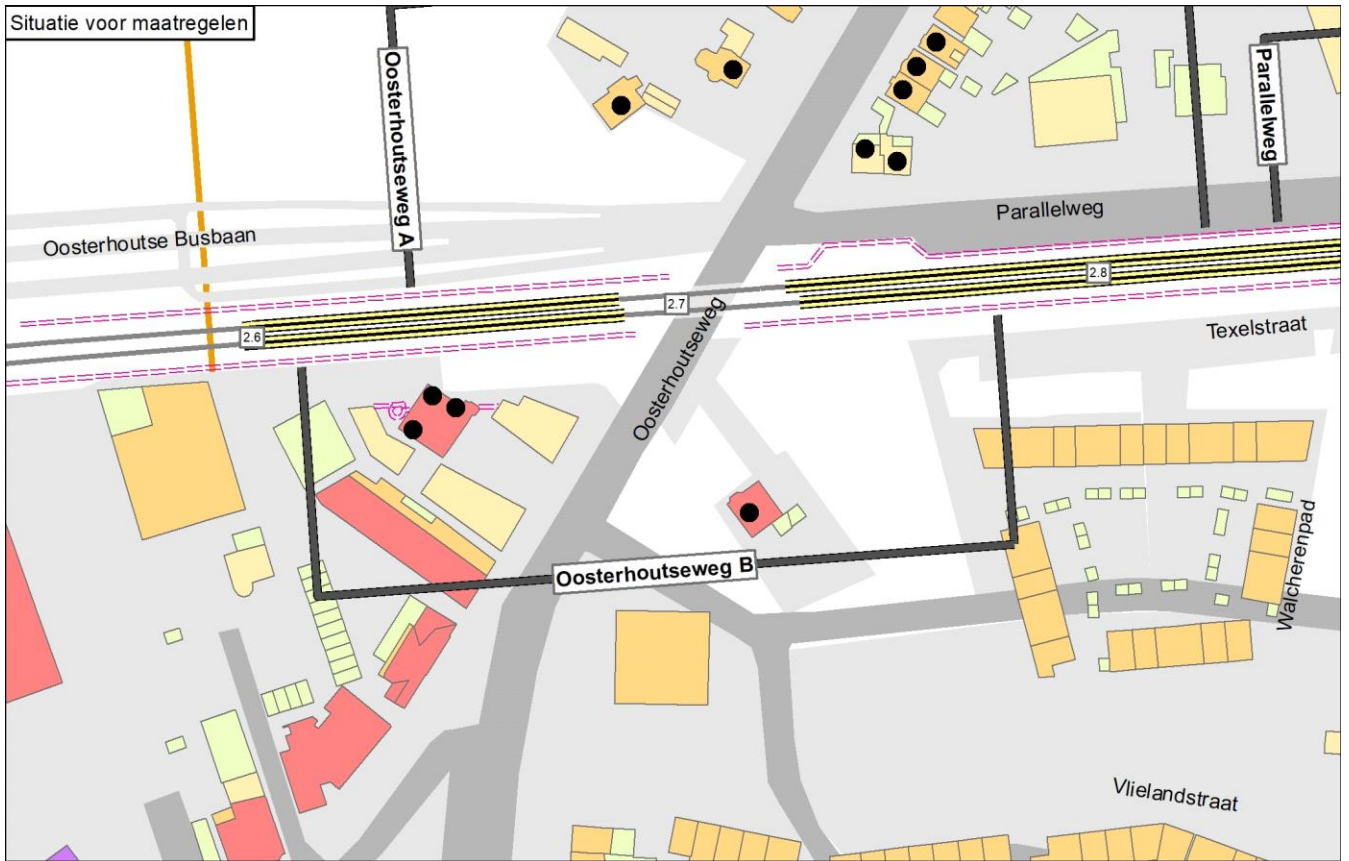 Situatie voor maatregelen
Oosterhoutseweg A
Parallelweg
Parallelweg
Oosterhoutse Busbaan
2.8
2.7
2.6
Texelstraat
Oosterhoutseweg
Oosterhoutseweg B
Walcherenpad
Vlielandstraat